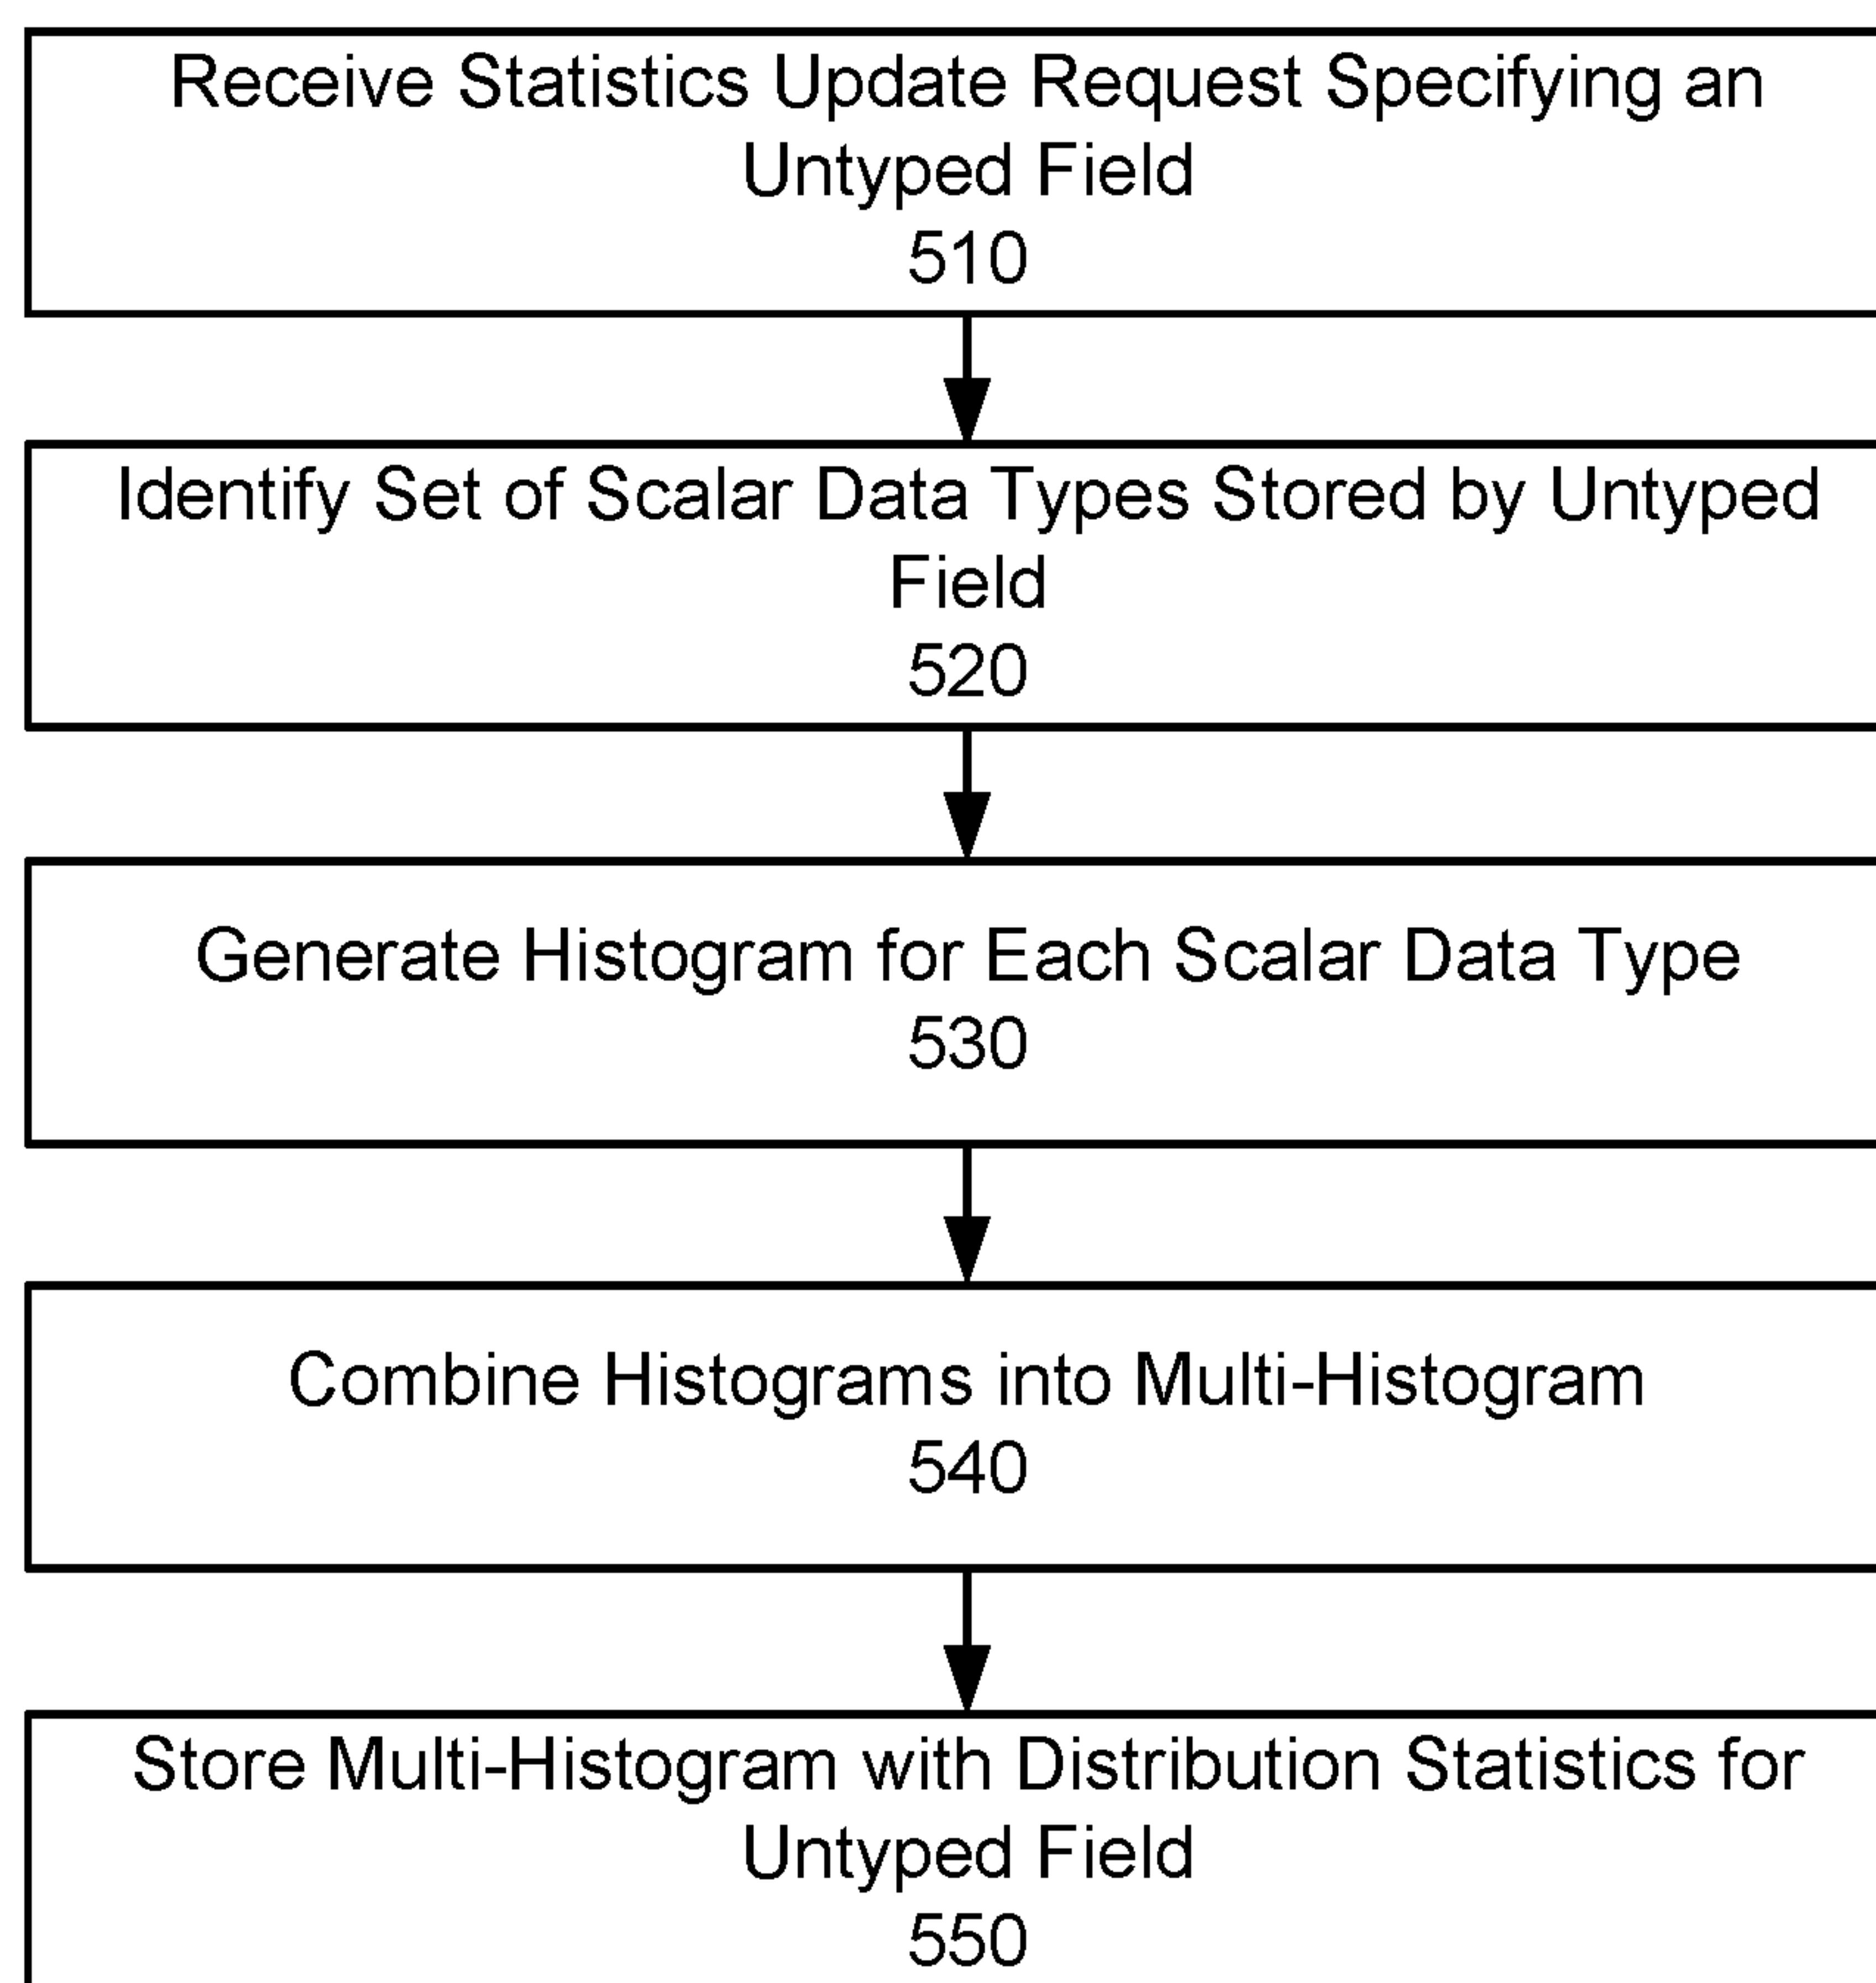 Receive Statistics Update Request Specifying an
Untyped Field
510
Identify Set of Scalar Data Types Stored by Untyped
Field
520
Generate Histogram for Each Scalar Data Type
530
Combine Histograms into Multi-Histogram
540
Store Multi-Histogram with Distribution Statistics for
Untyped Field
550